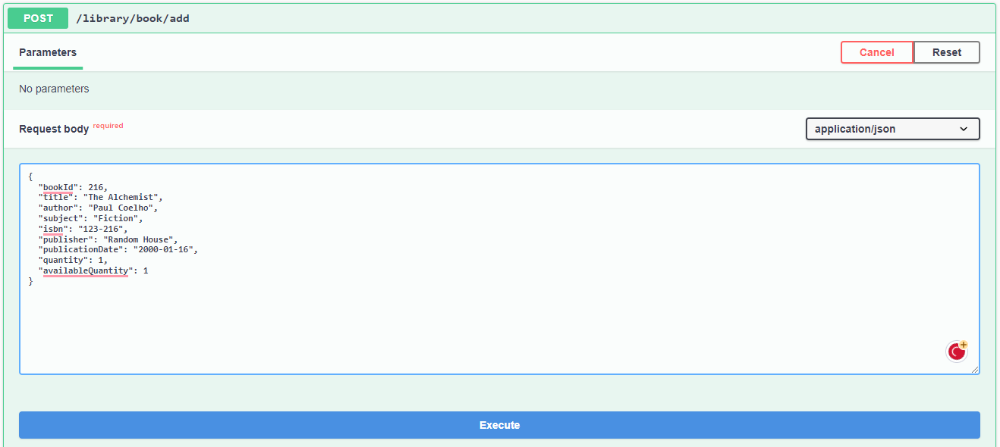 POST /library/book/add
Parameters
Cancel
Reset
No parameters
Request body required
application/json
{
  "bookId": 216,
  "title": "The Alchemist",
  "author": "Paul Coelho",
  "subject": "Fiction",
  "isbn": "123-216",
  "publisher": "Random House",
  "publicationDate": "2000-01-16",
  "quantity": 1,
  "availableQuantity": 1
}
Execute